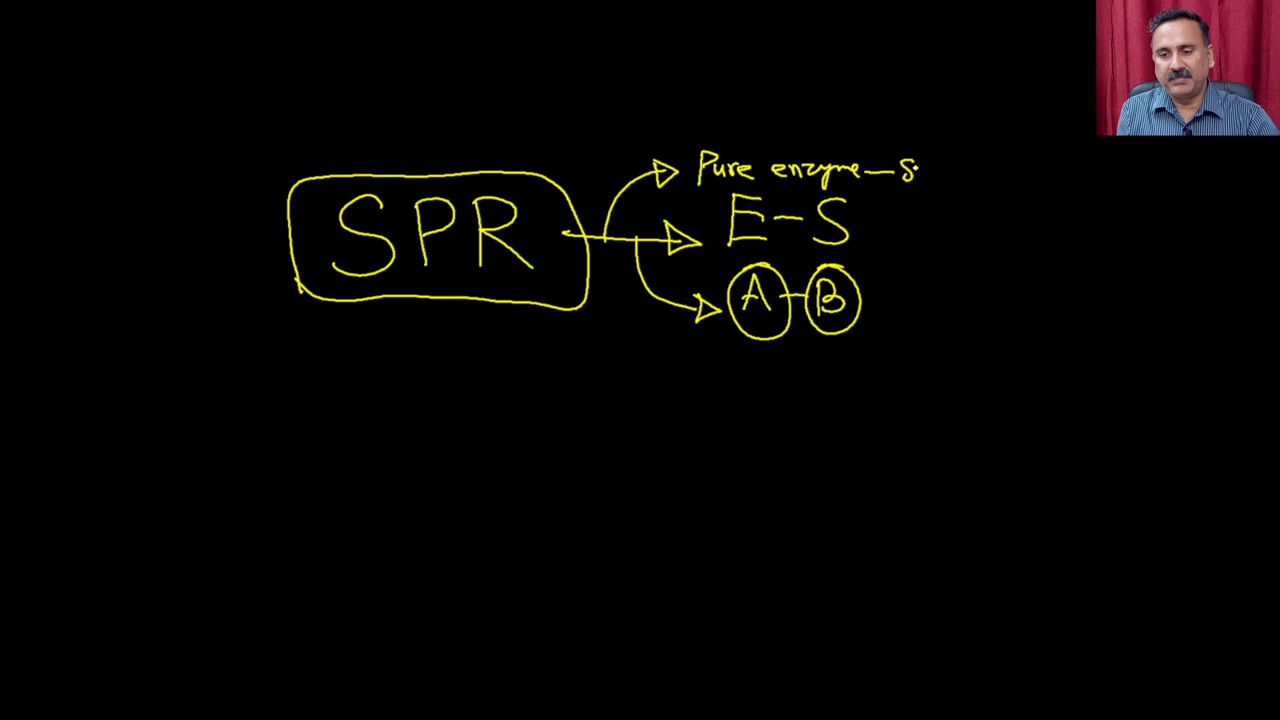 SPR
Pure enzyme — S.
E - S
A - B